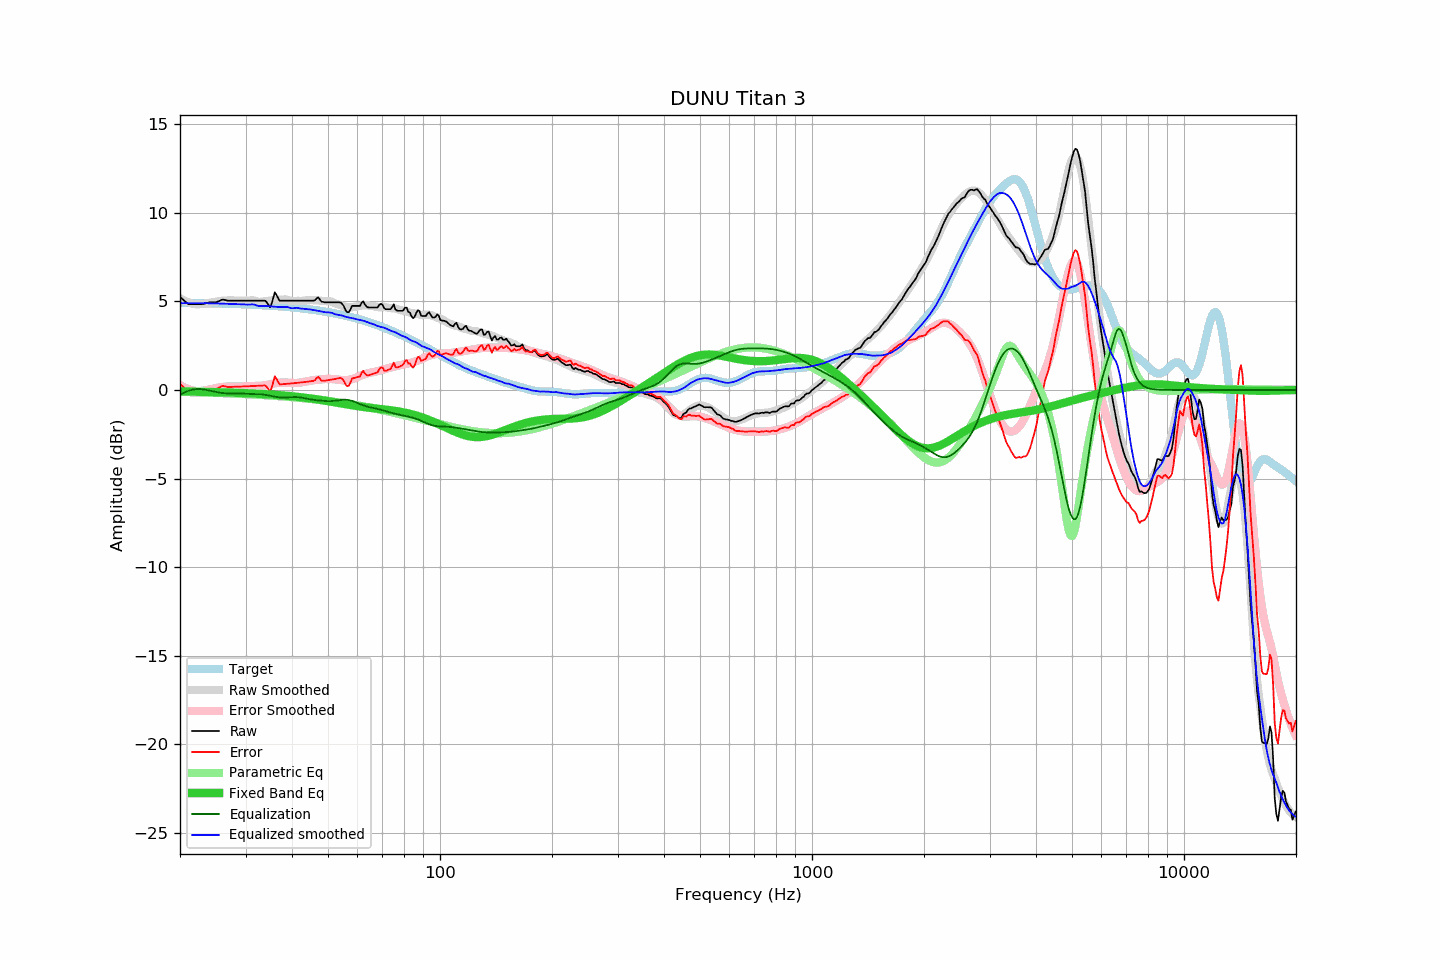 DUNU Titan 3
15
10
5
0
−5
−10
−15
−20
−25
Amplitude (dBr)
Target
Raw Smoothed
Error Smoothed
Raw
Error
Parametric Eq
Fixed Band Eq
Equalization
Equalized smoothed
100
1000
10000
Frequency (Hz)